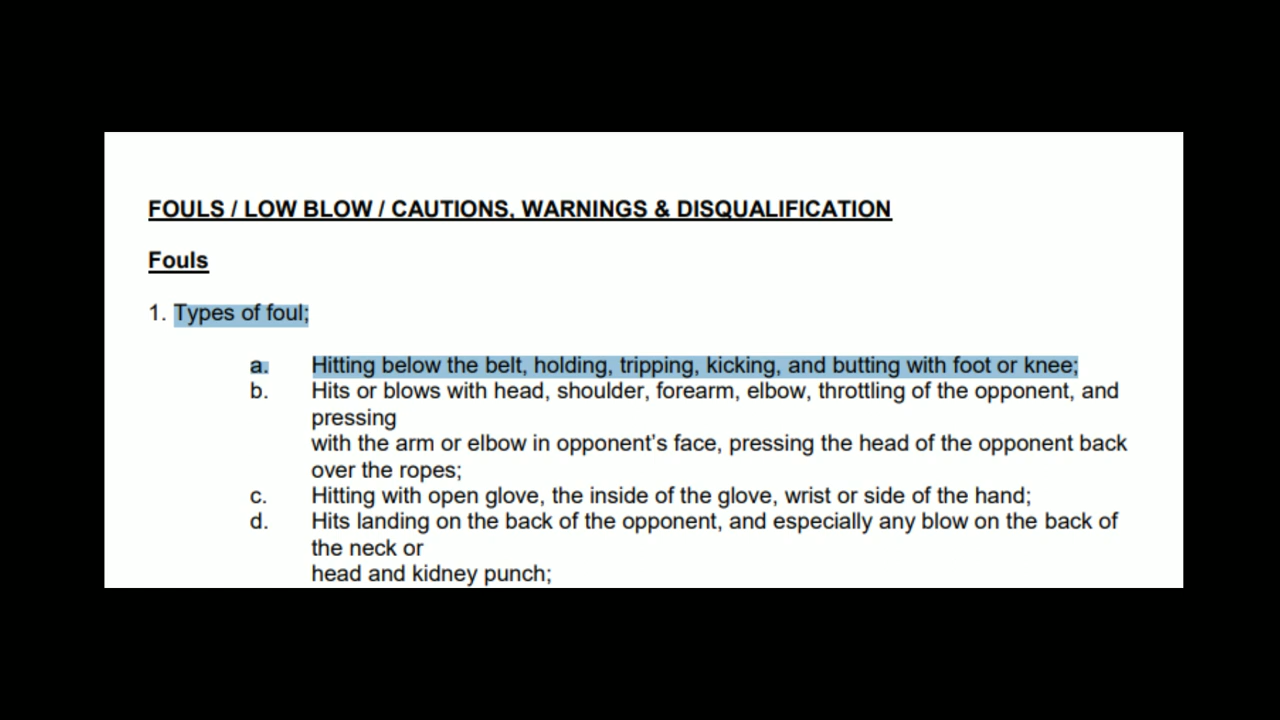 FOULS / LOW BLOW / CAUTIONS, WARNINGS & DISQUALIFICATION
Fouls
1. Types of foul;
a. Hitting below the belt, holding, tripping, kicking, and butting with foot or knee;
b. Hits or blows with head, shoulder, forearm, elbow, throttling of the opponent, and
pressing
with the arm or elbow in opponent's face, pressing the head of the opponent back
over the ropes;
c. Hitting with open glove, the inside of the glove, wrist or side of the hand;
d. Hits landing on the back of the opponent, and especially any blow on the back of
the neck or
head and kidney punch;